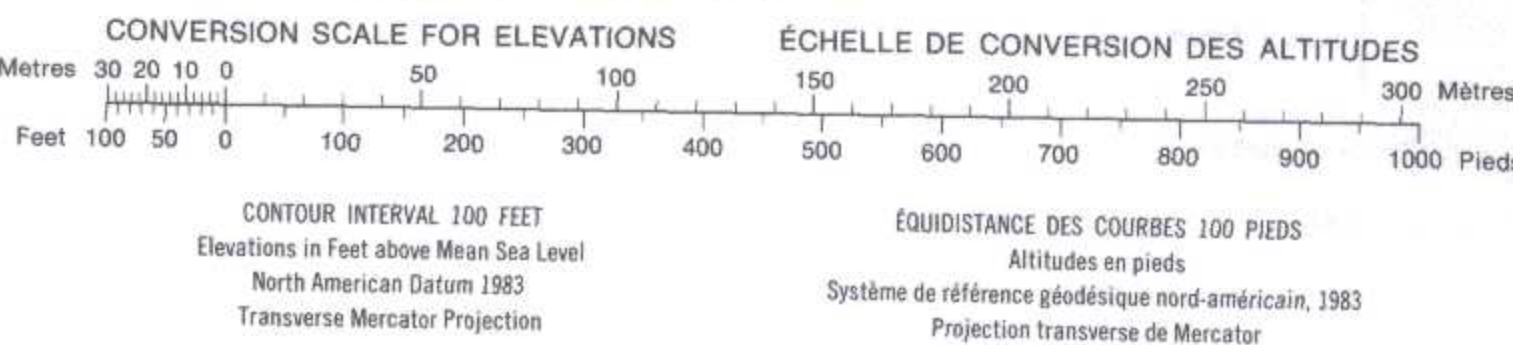 CONVERSION SCALE FOR ELEVATIONS ÉCHELLE DE CONVERSION DES ALTITUDES
Metres 30 20 10 0 50 100 150 200 250 300 Mètres
Feet 100 50 0 100 200 300 400 500 600 700 800 900 1000 Pieds
CONTOUR INTERVAL 100 FEET
Elevations in Feet above Mean Sea Level
North American Datum 1983
Transverse Mercator Projection
ÉQUIDISTANCE DES COURBES 100 PIEDS
Altitudes en pieds
Système de référence géodésique nord-américain, 1983
Projection transverse de Mercator